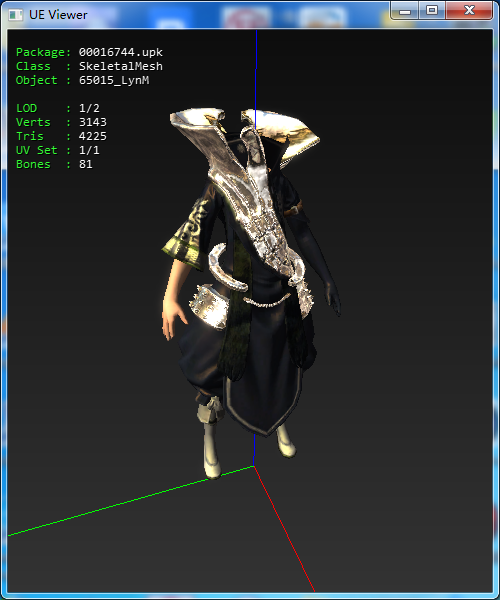 UE Viewer
Package: 00016744.upk
Class : SkeletalMesh
Object : 65015_LynM
LOD : 1/2
Verts : 3143
Tris : 4225
UV Set : 1/1
Bones : 81